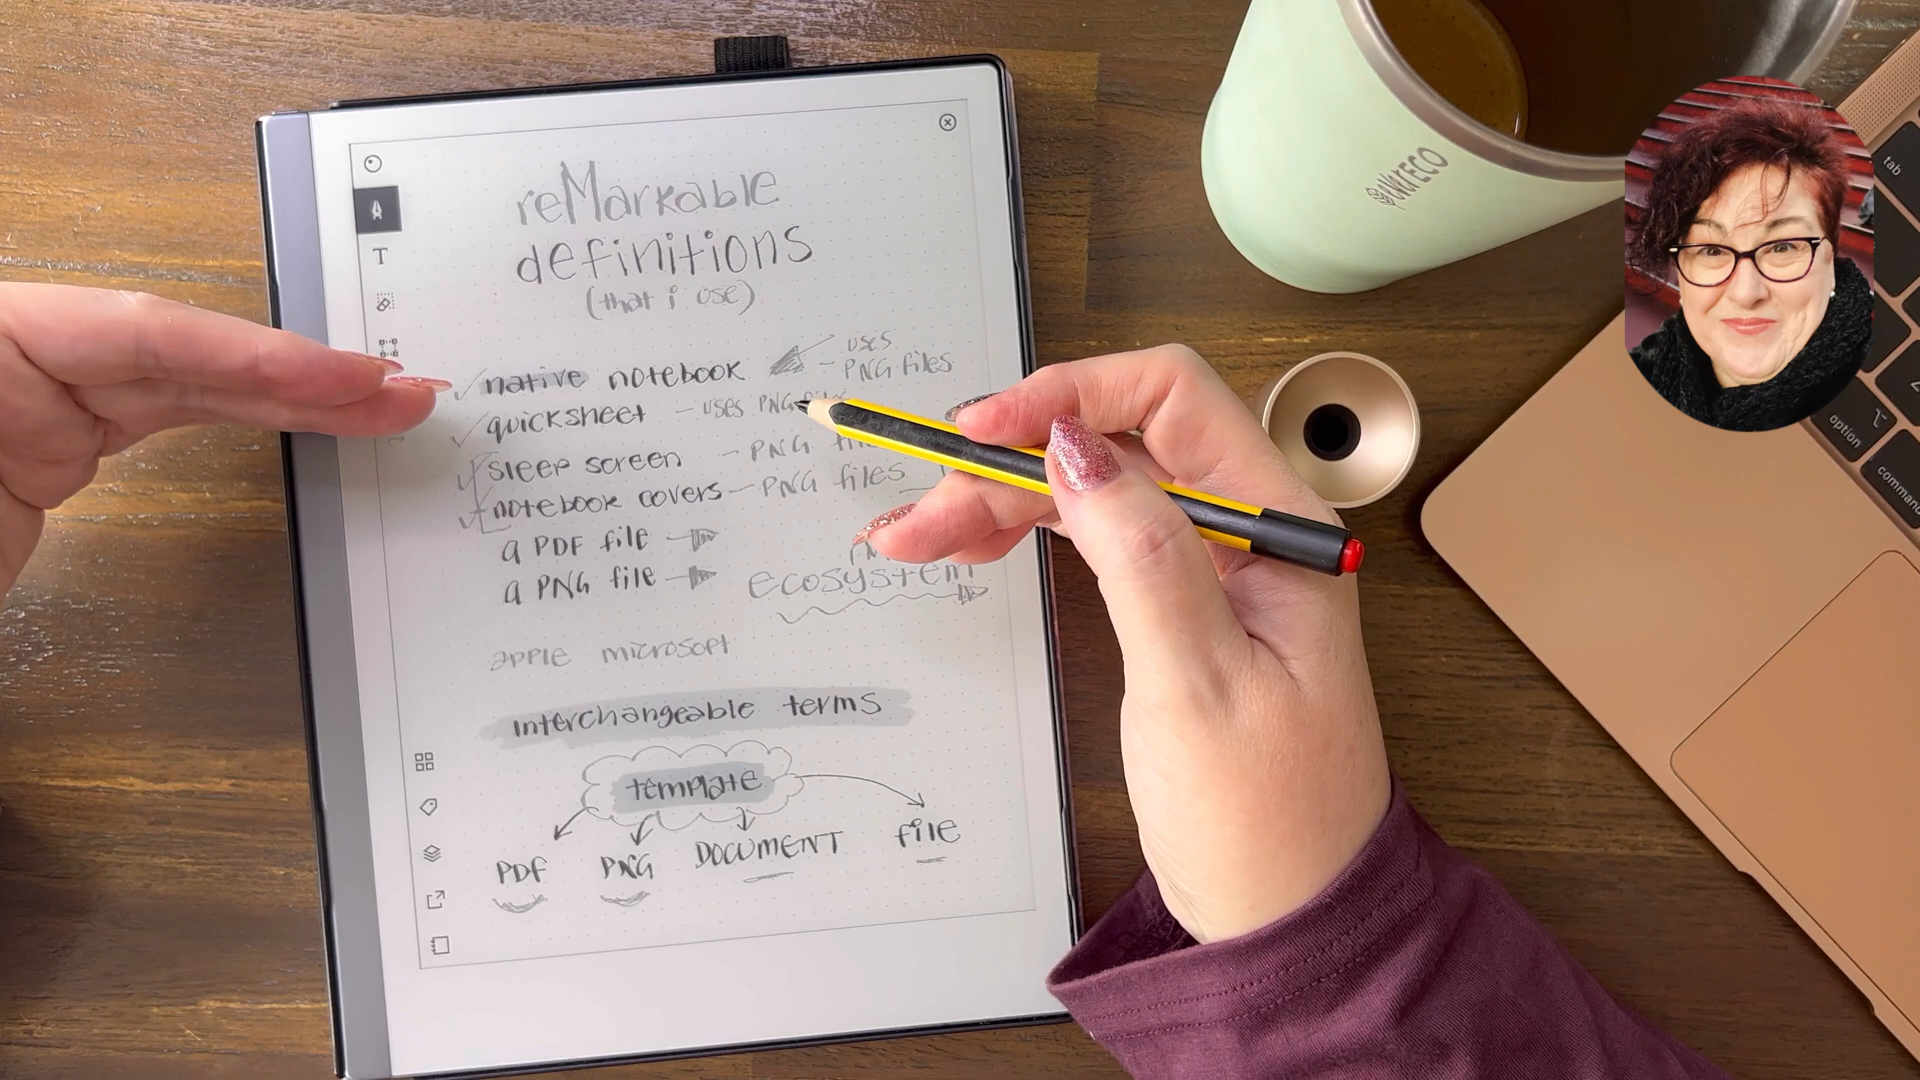 reMarkable
definitions
(that i use)
native notebook uses
– PNG files
quicksheet – uses PNG
sleep screen – PNG
notebook covers – PNG files
a PDF file
a PNG file
ecosystem
apple microsoft
interchangeable terms
template
PDF PNG DOCUMENT file
T
QUAKECO
tab
option
command